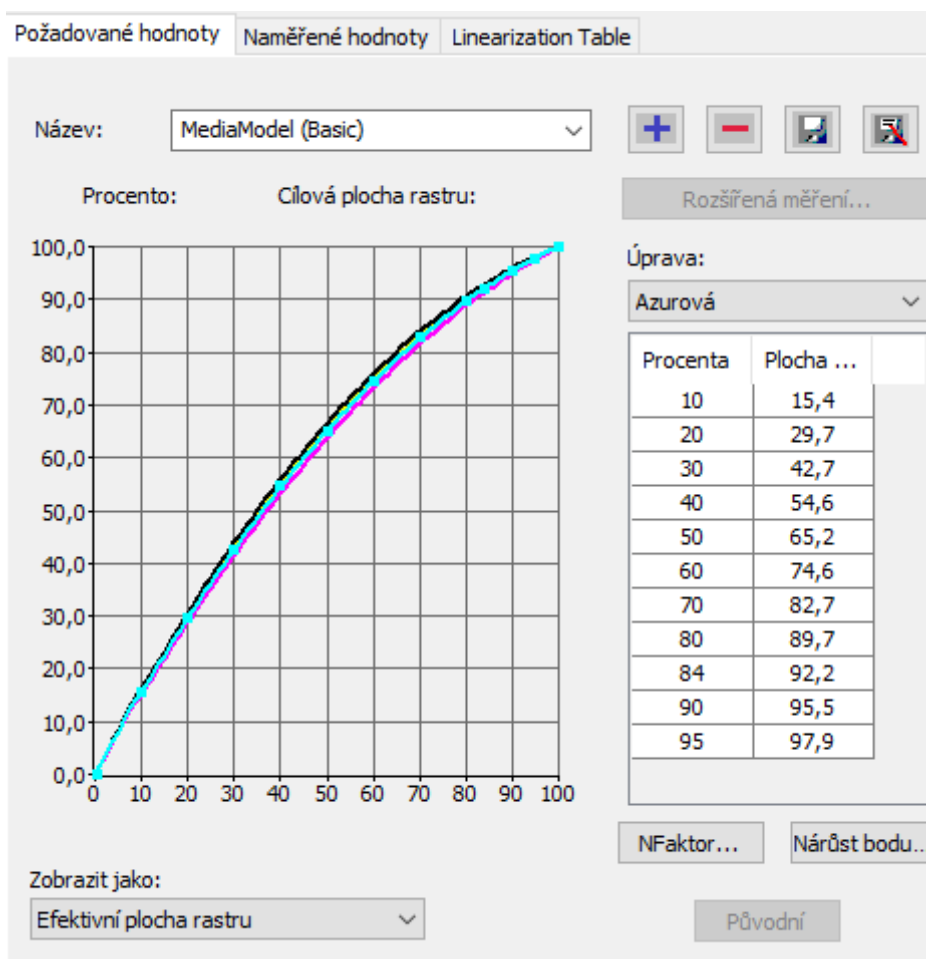 Požadované hodnoty Naměřené hodnoty Linearization Table
Název: MediaModel (Basic)
Procento: Cílová plocha rastru:
Rozšířená měření...
100,0
90,0
80,0
70,0
60,0
50,0
40,0
30,0
20,0
10,0
0,0
0 10 20 30 40 50 60 70 80 90 100
Úprava:
Azurová
Procenta Plocha ...
10 15,4
20 29,7
30 42,7
40 54,6
50 65,2
60 74,6
70 82,7
80 89,7
84 92,2
90 95,5
95 97,9
NFaktor... Nárůst bodu..
Zobrazit jako:
Efektivní plocha rastru
Původní